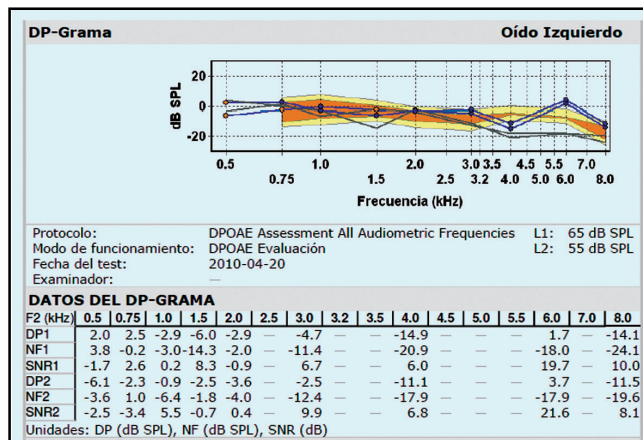 DP-Grama Oído Izquierdo
20
0
-20
dB SPL
0.5 1.0 1.5 2.0 3.0 3.5 4.0 4.5 5.5 6.0 7.0 8.0
0.75 2.5 3.2 5.0
Frecuencia (kHz)
Protocolo: DPOAE Assessment All Audiometric Frequencies L1: 65 dB SPL
Modo de funcionamiento: DPOAE Evaluación L2: 55 dB SPL
Fecha del test: 2010-04-20
Examinador: —
DATOS DEL DP-GRAMA
F2 (kHz) 0.5 0.75 1.0 1.5 2.0 2.5 3.0 3.2 3.5 4.0 4.5 5.0 5.5 6.0 7.0 8.0
DP1 2.0 2.5 -2.9 -6.0 -2.9 — -4.7 — — -14.9 — — — 1.7 — -14.1
NF1 3.8 -0.2 -3.0 -14.3 -2.0 — -11.4 — — -20.9 — — — -18.0 — -24.1
SNR1 -1.7 2.6 0.2 8.3 -0.9 — 6.7 — — 6.0 — — — 19.7 — 10.0
DP2 -6.1 -2.3 -0.9 -2.5 -3.6 — -2.5 — — -11.1 — — — 3.7 — -11.5
NF2 -3.6 1.0 -6.4 -1.8 -4.0 — -12.4 — — -17.9 — — — -17.9 — -19.6
SNR2 -2.5 -3.4 5.5 -0.7 0.4 — 9.9 — — 6.8 — — — 21.6 — 8.1
Unidades: DP (dB SPL), NF (dB SPL), SNR (dB)